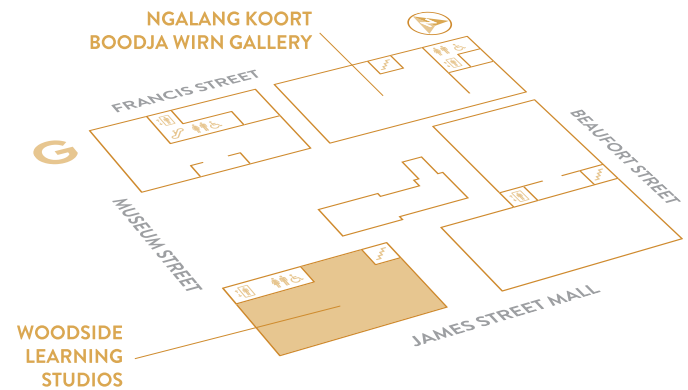 NGALANG KOORT
BOODJA WIRN GALLERY
FRANCIS STREET
BEAUFORT STREET
G
MUSEUM STREET
JAMES STREET MALL
WOODSIDE
LEARNING
STUDIOS